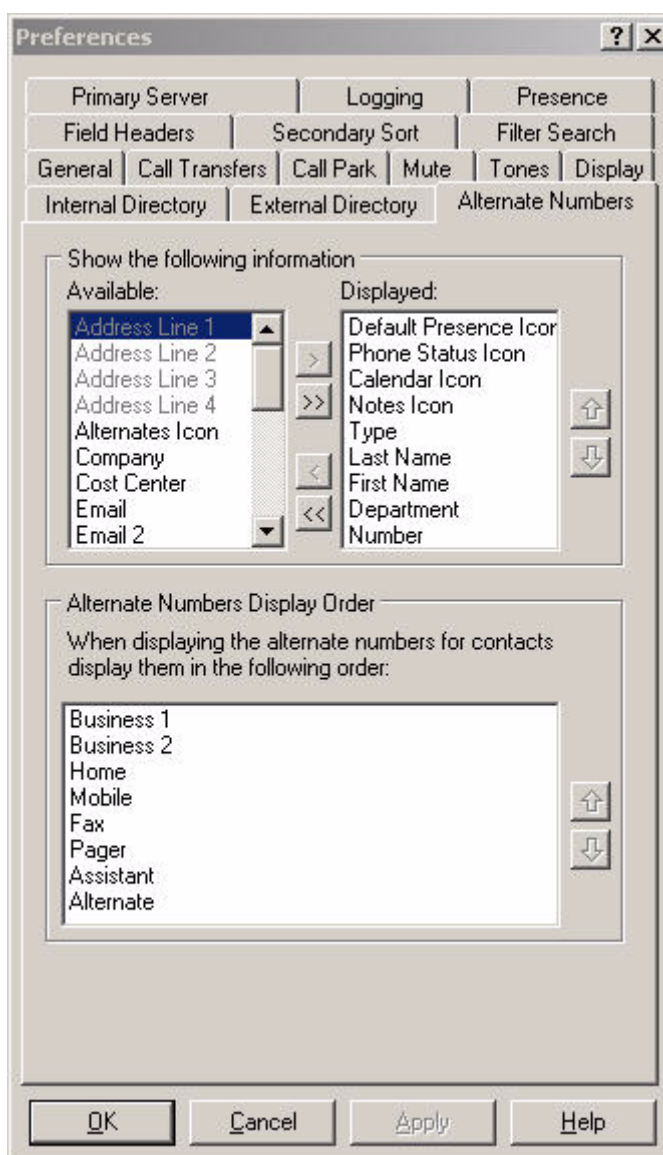 Preferences
Primary Server Logging Presence
Field Headers Secondary Sort Filter Search
General Call Transfers Call Park Mute Tones Display
Internal Directory External Directory Alternate Numbers
Show the following information
Available: Displayed:
Address Line 1 Default Presence Icon
Address Line 2 Phone Status Icon
Address Line 3 > Calendar Icon
Address Line 4 >> Notes Icon
Alternates Icon Type
Company Last Name
Cost Center < First Name
Email << Department
Email 2 Number
Alternate Numbers Display Order
When displaying the alternate numbers for contacts
display them in the following order:
Business 1
Business 2
Home
Mobile
Fax
Pager
Assistant
Alternate
OK Cancel Apply Help